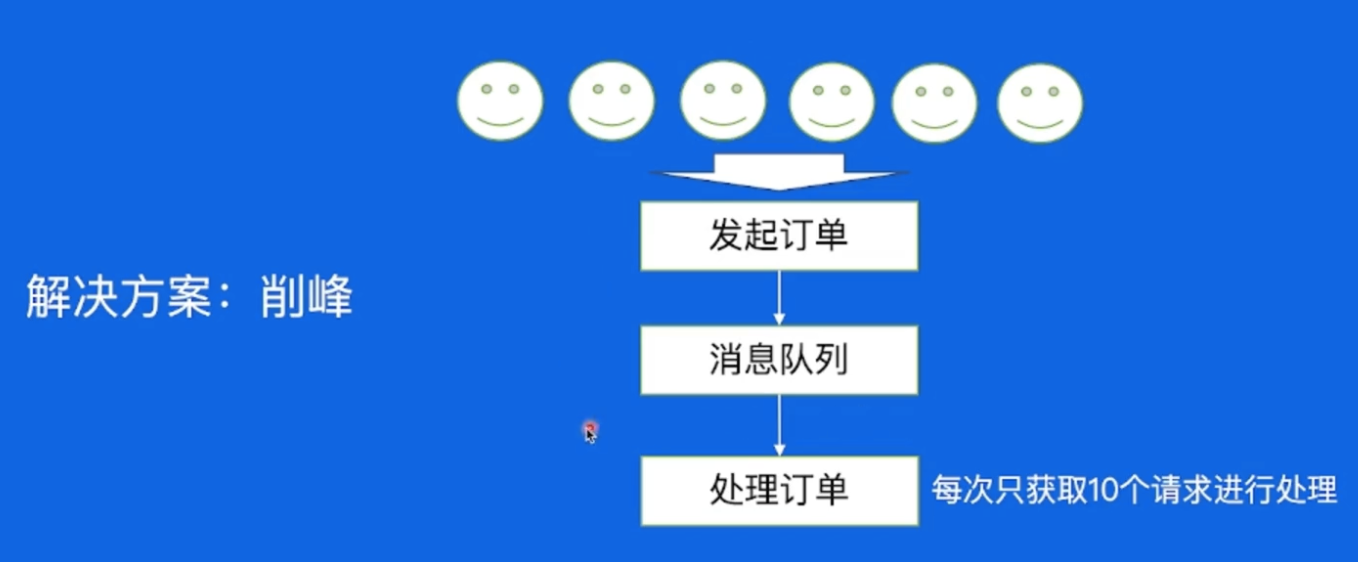 发起订单
解决方案：削峰
消息队列
处理订单
每次只获取10个请求进行处理